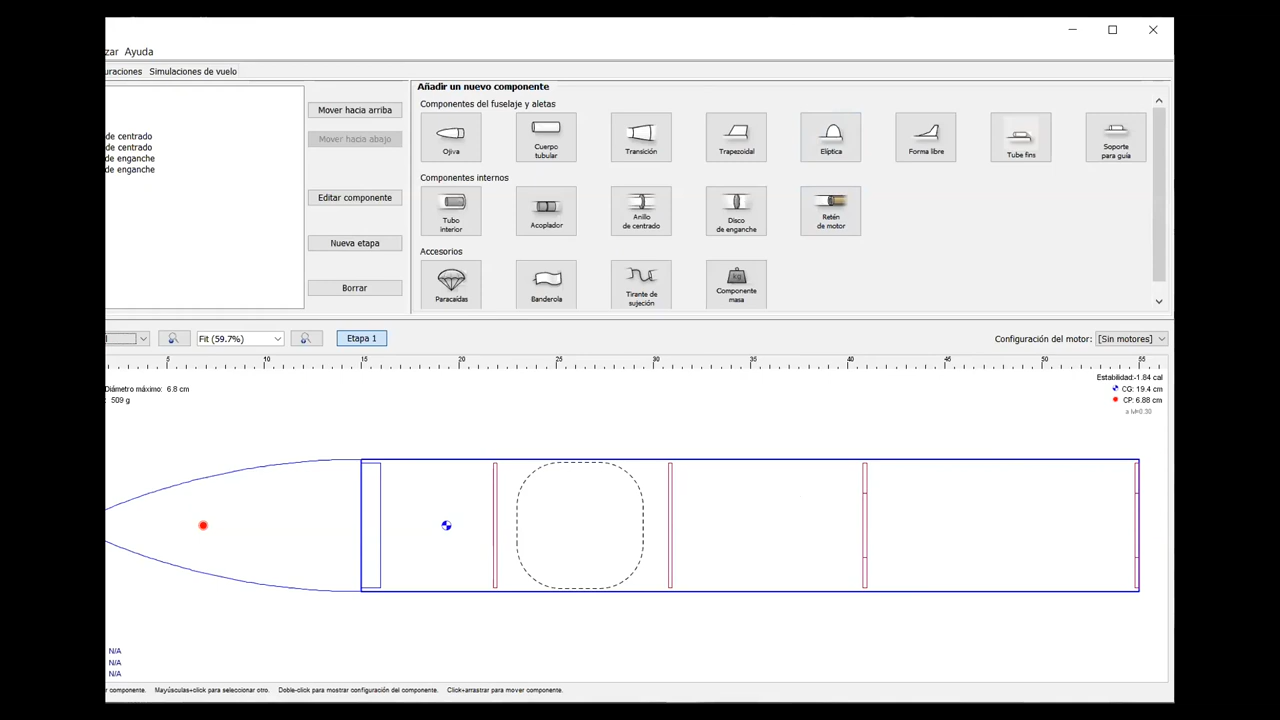 zar Ayuda
uraciones Simulaciones de vuelo
Añadir un nuevo componente
Mover hacia arriba
Mover hacia abajo
Editar componente
Nueva etapa
Borrar
de centrado
de centrado
de enganche
de enganche
Componentes del fuselaje y aletas
Ojiva
Cuerpo
tubular
Transición
Trapezoidal
Elíptica
Forma libre
Tube fins
Soporte
para guía
Componentes internos
Tubo
interior
Acoplador
Anillo
de centrado
Disco
de enganche
Retén
de motor
Accesorios
Paracaídas
Banderola
Tirante de
sujeción
kg
Componente
masa
Fit (59.7%)
Etapa 1
Configuración del motor: [Sin motores]
5 10 15 20 25 30 35 40 45 50 55
Diámetro máximo: 6.8 cm
: 509 g
Estabilidad:-1.84 cal
CG: 19.4 cm
CP: 6.88 cm
a M=0.30
N/A
N/A
N/A
r componente. Mayúsculas+click para seleccionar otro. Doble-click para mostrar configuración del componente. Click+arrastrar para mover componente.